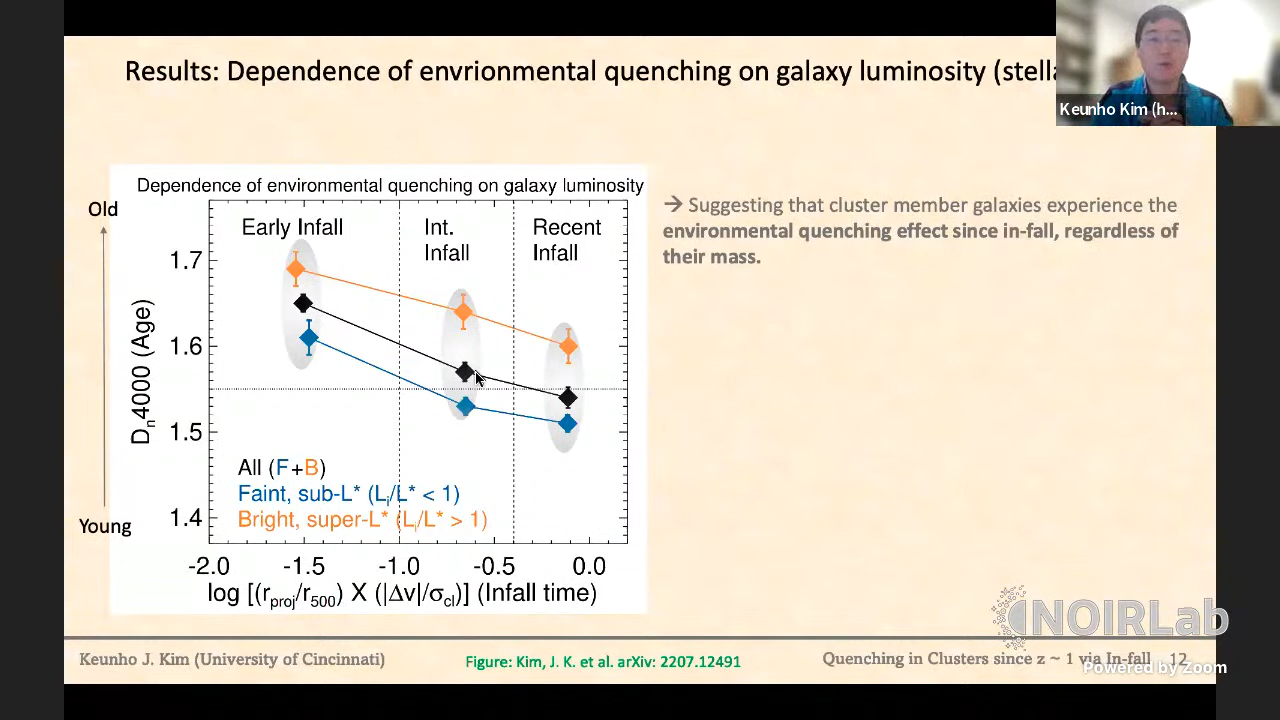 Results: Dependence of envrionmental quenching on galaxy luminosity (stella
Keunho Kim (h...
Dependence of environmental quenching on galaxy luminosity
Old
Young
Early Infall
Int.
Infall
Recent
Infall
1.7
1.6
1.5
1.4
Dn4000 (Age)
All (F+B)
Faint, sub-L* (Li/L* < 1)
Bright, super-L* (Li/L* > 1)
-2.0 -1.5 -1.0 -0.5 0.0
log [(rproj/r500) X (|Δv|/σcl)] (Infall time)
→ Suggesting that cluster member galaxies experience the
environmental quenching effect since in-fall, regardless of
their mass.
NOIRLab
Keunho J. Kim (University of Cincinnati)
Figure: Kim, J. K. et al. arXiv: 2207.12491
Quenching in Clusters since z ~ 1 via In-fall 12
Powered by Zoom